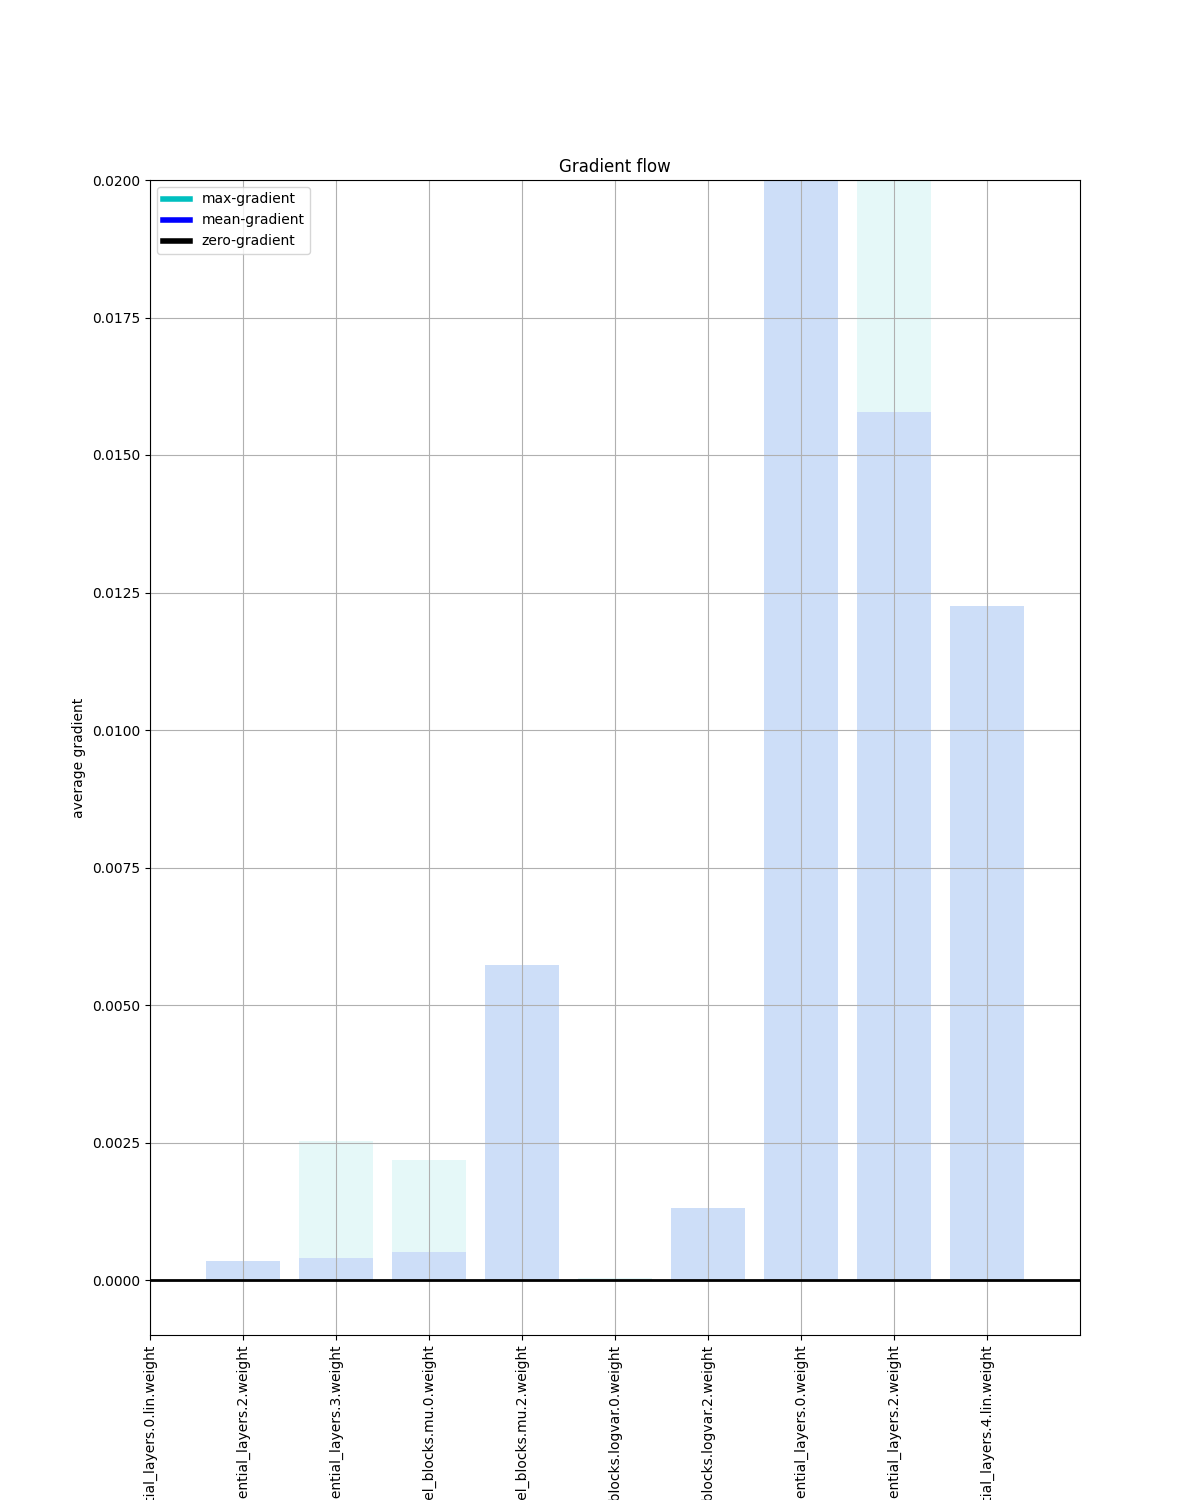 Gradient flow
max-gradient
mean-gradient
zero-gradient
0.0200
0.0175
0.0150
0.0125
0.0100
0.0075
0.0050
0.0025
0.0000
average gradient
tial_layers.0.lin.weight
ential_layers.2.weight
ential_layers.3.weight
el_blocks.mu.0.weight
el_blocks.mu.2.weight
blocks.logvar.0.weight
blocks.logvar.2.weight
ential_layers.0.weight
ential_layers.2.weight
tial_layers.4.lin.weight